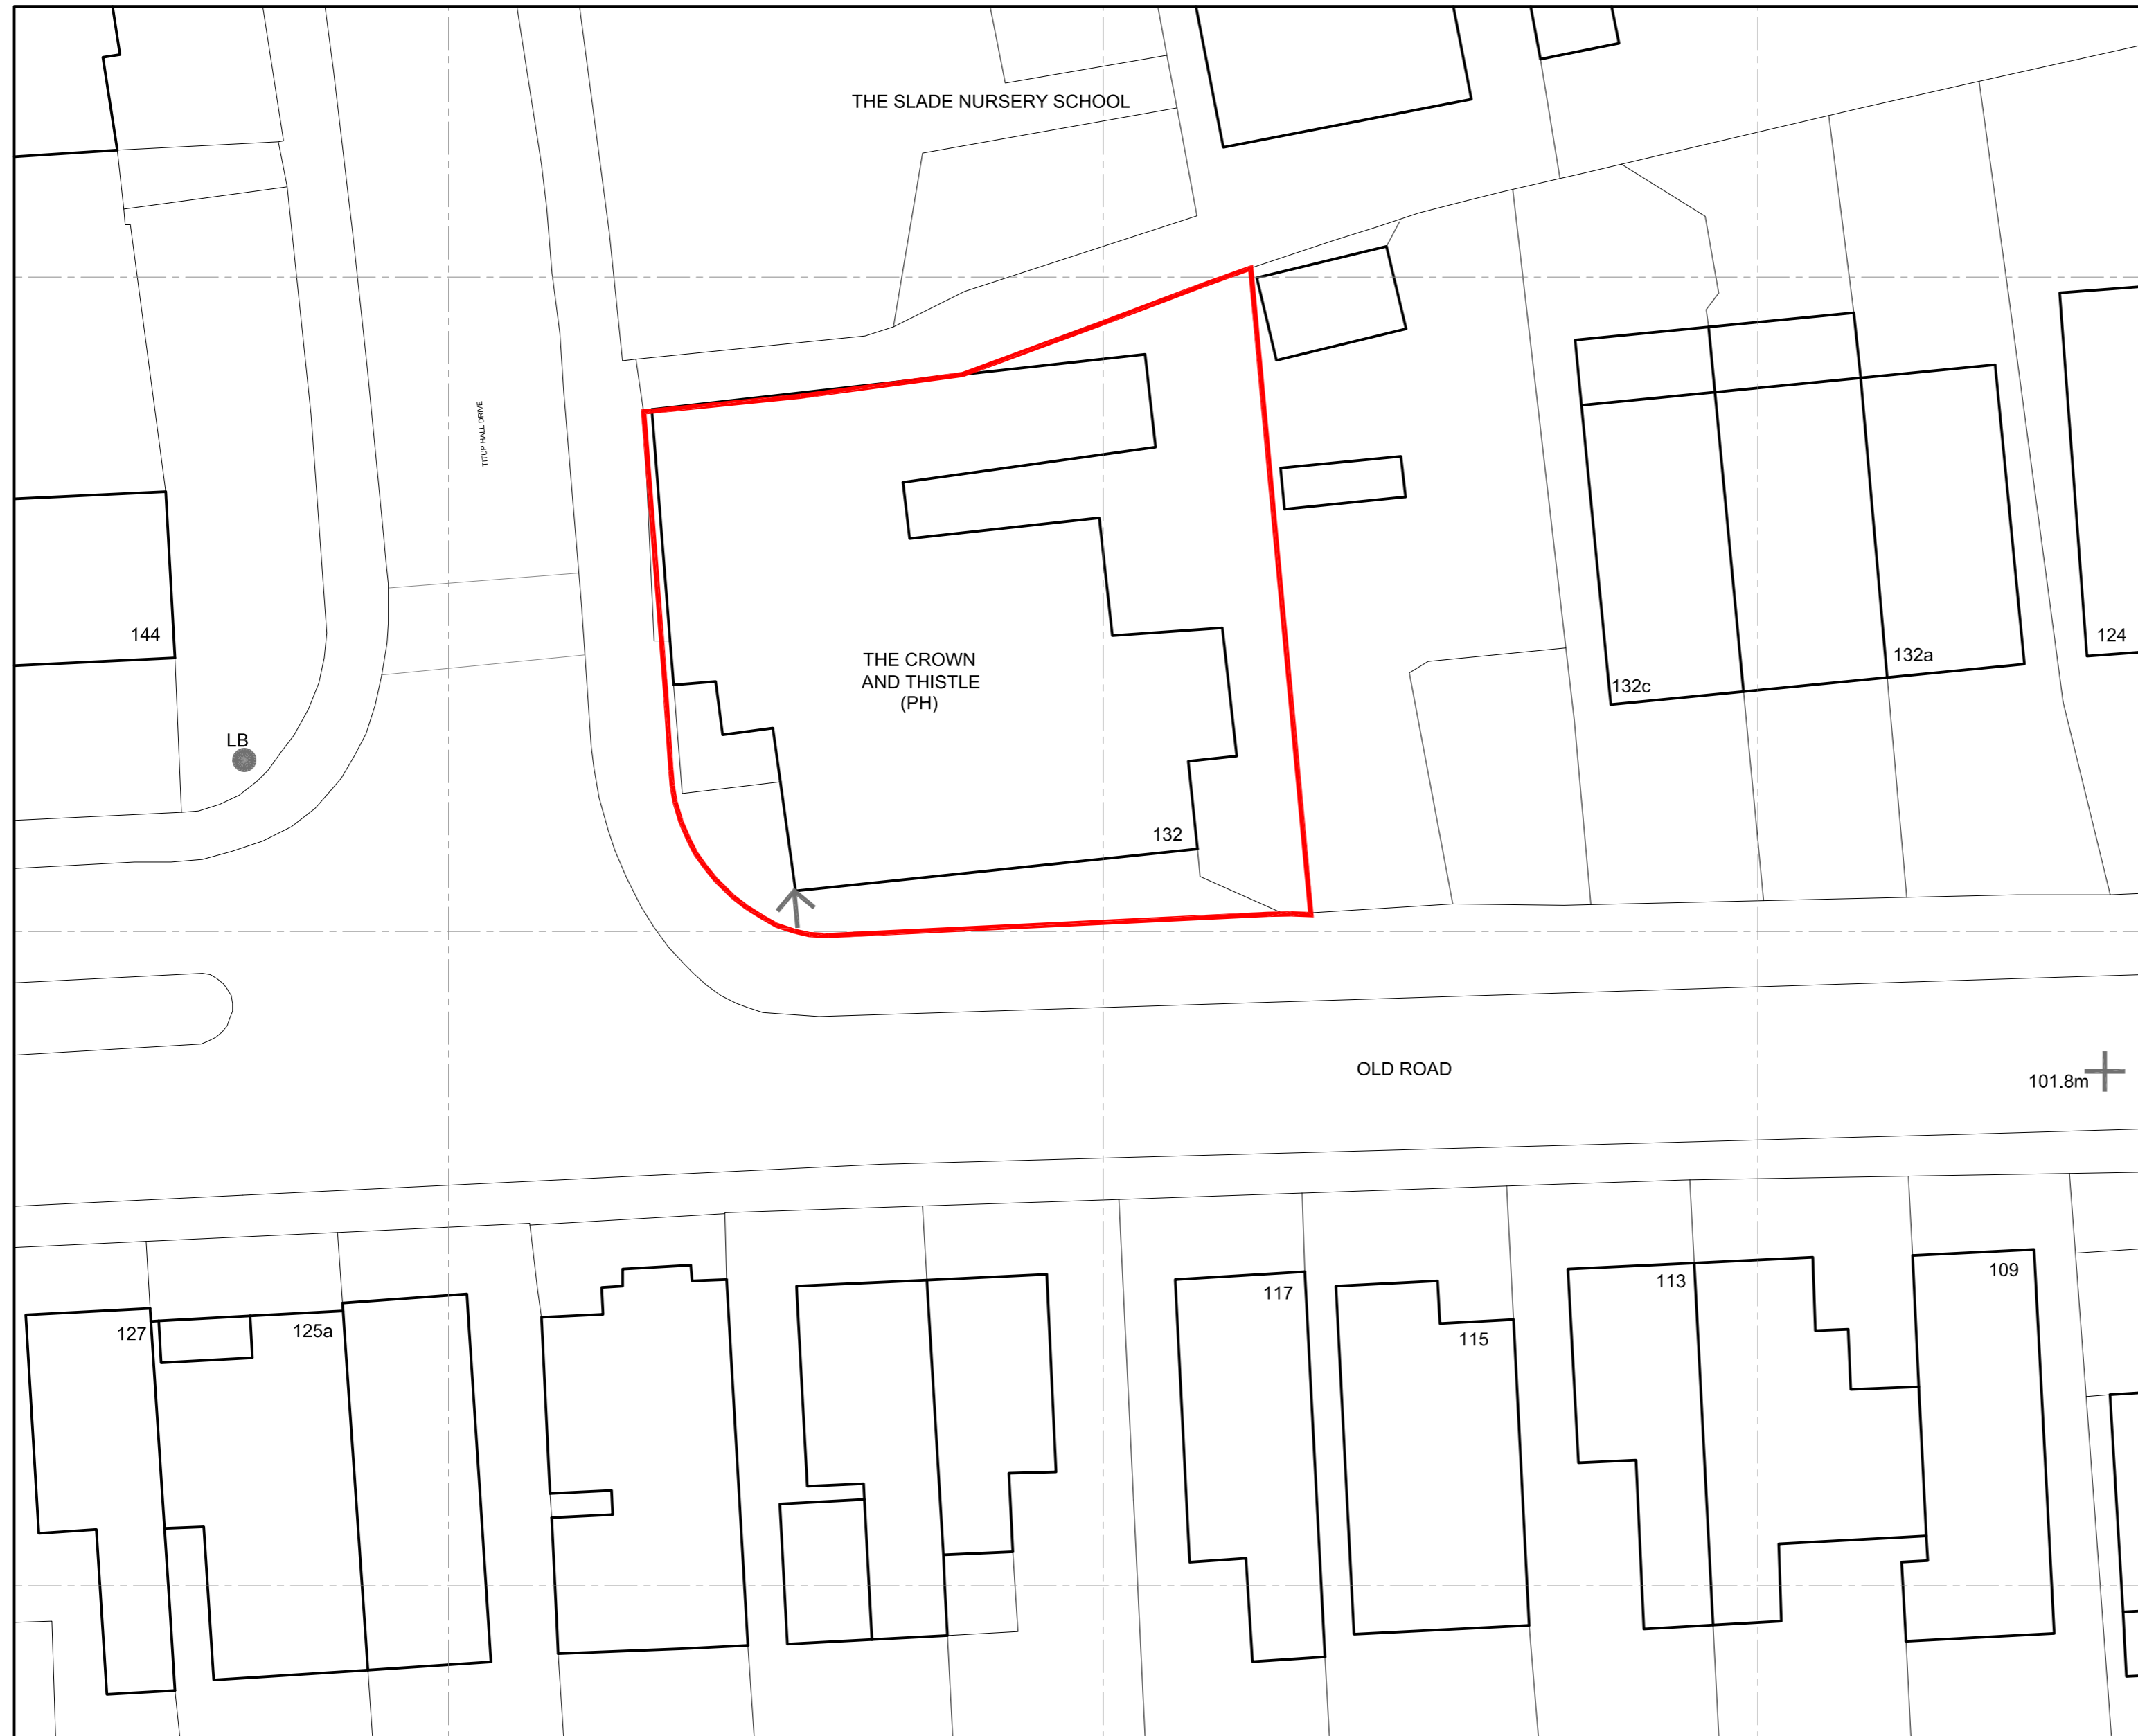 THE SLADE NURSERY SCHOOL
TITUP HALL DRIVE
144
THE CROWN
AND THISTLE
(PH)
132c
132a
124
LB
132
OLD ROAD
101.8m
127
125a
117
115
113
109